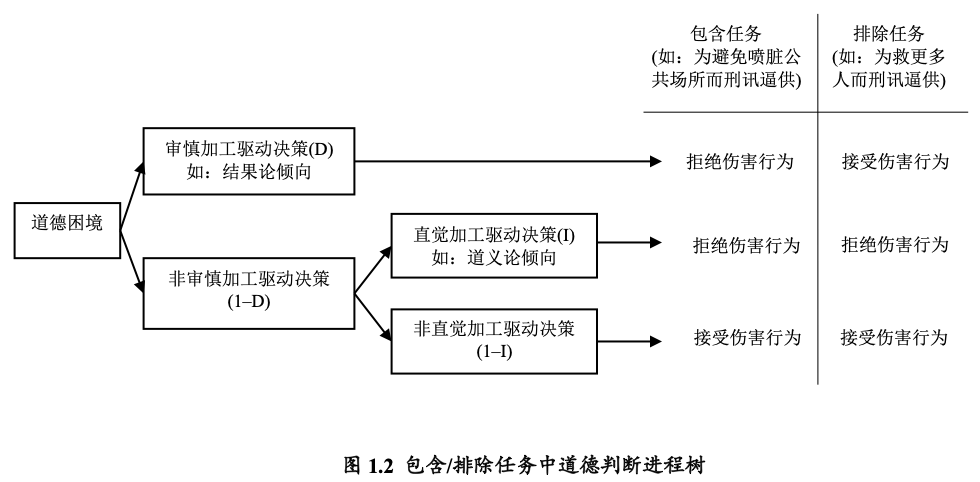 包含任务
(如：为避免喷脏公
共场所而刑讯逼供)
排除任务
(如：为救更多
人而刑讯逼供)
审慎加工驱动决策(D)
如：结果论倾向
拒绝伤害行为
接受伤害行为
道德困境
直觉加工驱动决策(I)
如：道义论倾向
拒绝伤害行为
拒绝伤害行为
非审慎加工驱动决策
(1–D)
非直觉加工驱动决策
(1–I)
接受伤害行为
接受伤害行为
图 1.2 包含/排除任务中道德判断进程树